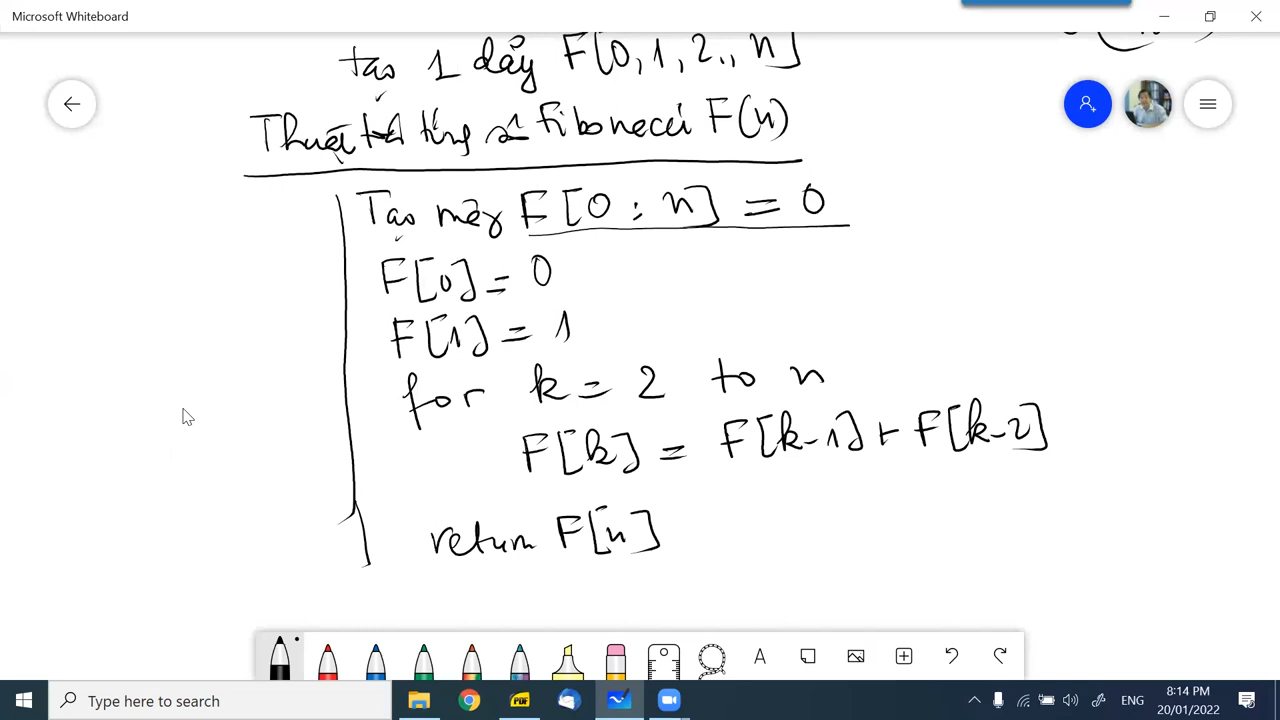 Microsoft Whiteboard
tạo 1 dãy F[0,1,2..,n]
Thuật tính số Fibonacci F(n)
Tạo mảng F[0:n] = 0
F[0] = 0
F[1] = 1
for k = 2 to n
F[k] = F[k-1] + F[k-2]
return F[n]
Type here to search
PDF
ENG
8:14 PM
20/01/2022